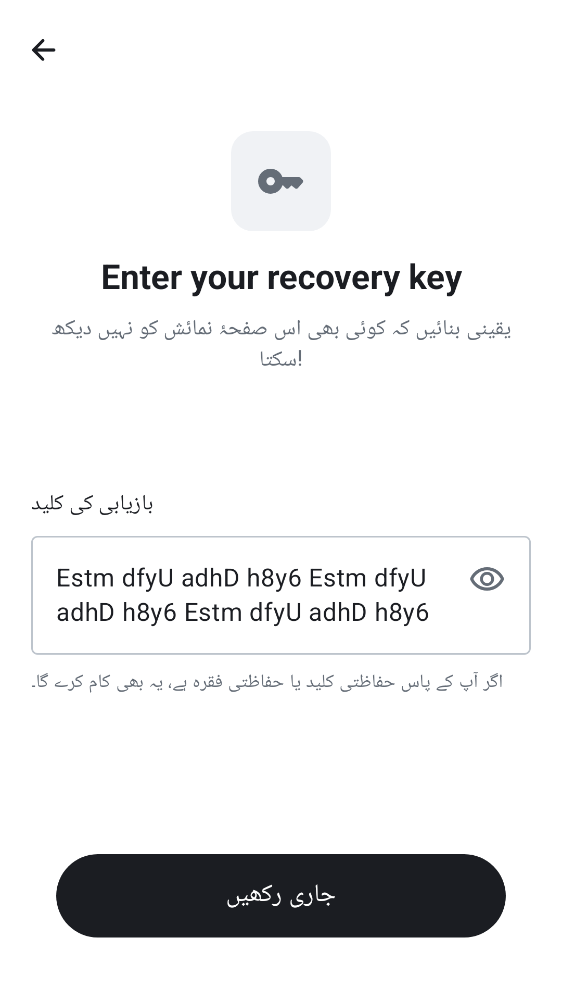 Enter your recovery key
یقینی بنائیں کہ کوئی بھی اس صفحۂ نمائش کو نہیں دیکھ
سکتا!
بازیابی کی کلید
Estm dfyU adhD h8y6 Estm dfyU
adhD h8y6 Estm dfyU adhD h8y6
اگر آپ کے پاس حفاظتی کلید یا حفاظتی فقرہ ہے، یہ بھی کام کرے گا۔
جاری رکھیں